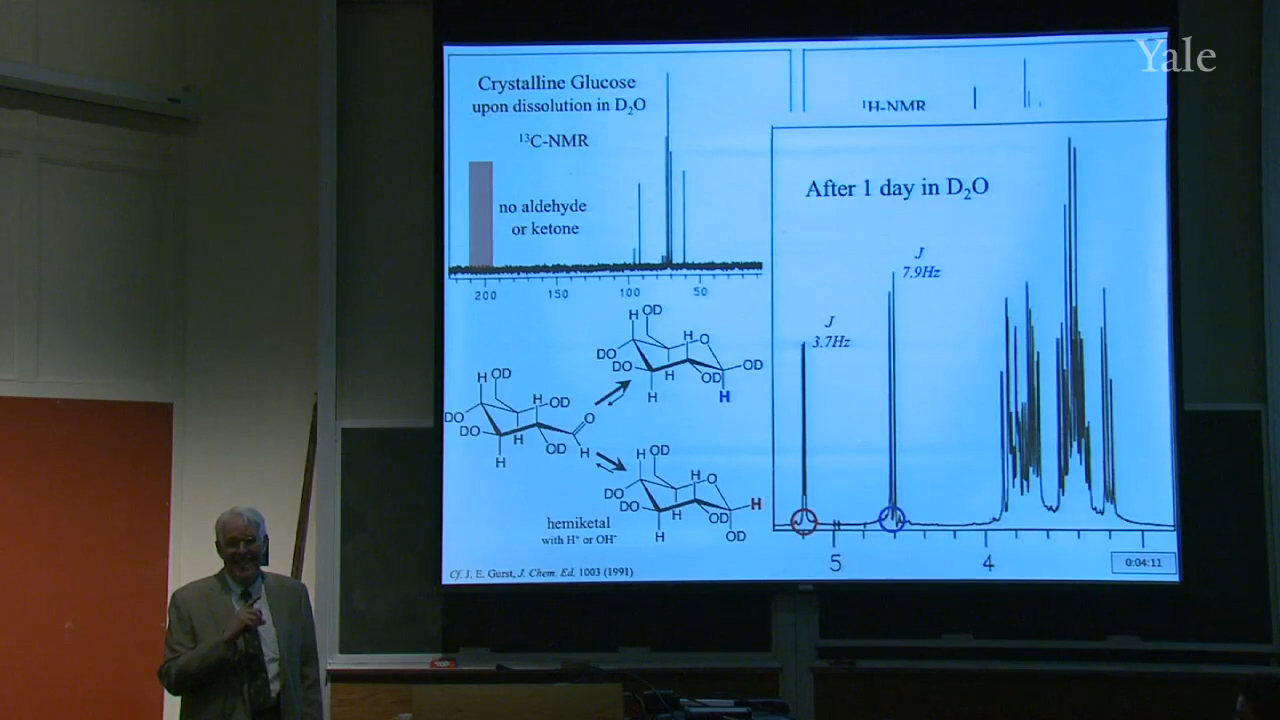 Yale
Crystalline Glucose
upon dissolution in D₂O
¹³C-NMR
no aldehyde
or ketone
200 150 100 50
¹H-NMR
After 1 day in D₂O
J
7.9Hz
J
3.7Hz
5 4
H OD
DO
DO
H
H
H
O
OD
OD
H
H OD
DO
DO
H
H
H
OD
OD
O
H
H OD
DO
DO
H
H
H
O
OD
H
OD
hemiketal
with H⁺ or OH⁻
Cf. J. E. Gurst, J. Chem. Ed. 1003 (1991)
0:04:11